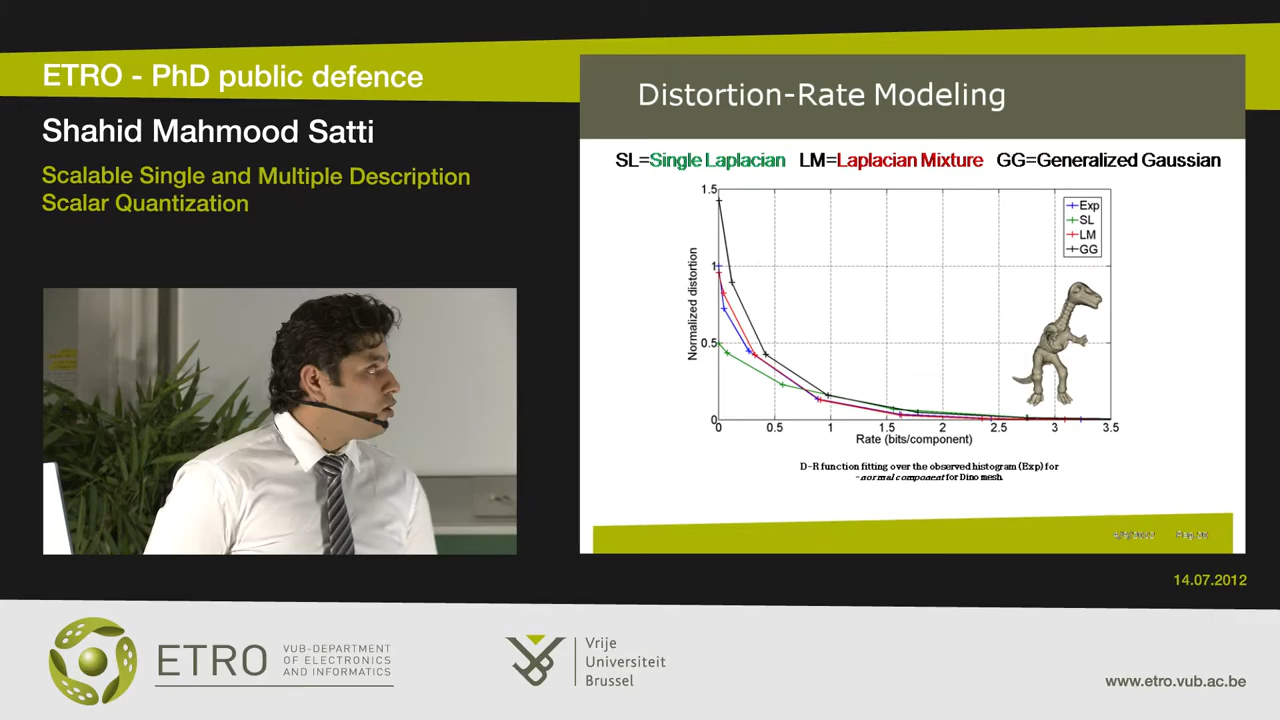 ETRO - PhD public defence
Shahid Mahmood Satti
Scalable Single and Multiple Description
Scalar Quantization
Distortion-Rate Modeling
SL=Single Laplacian LM=Laplacian Mixture GG=Generalized Gaussian
1.5
1
0.5
0
Normalized distortion
Exp
SL
LM
GG
0 0.5 1 1.5 2 2.5 3 3.5
Rate (bits/component)
D-R function fitting over the observed histogram (Exp) for
-normal component for Dino mesh.
14.07.2012
ETRO
VUB-DEPARTMENT
OF ELECTRONICS
AND INFORMATICS
Vrije
Universiteit
Brussel
www.etro.vub.ac.be